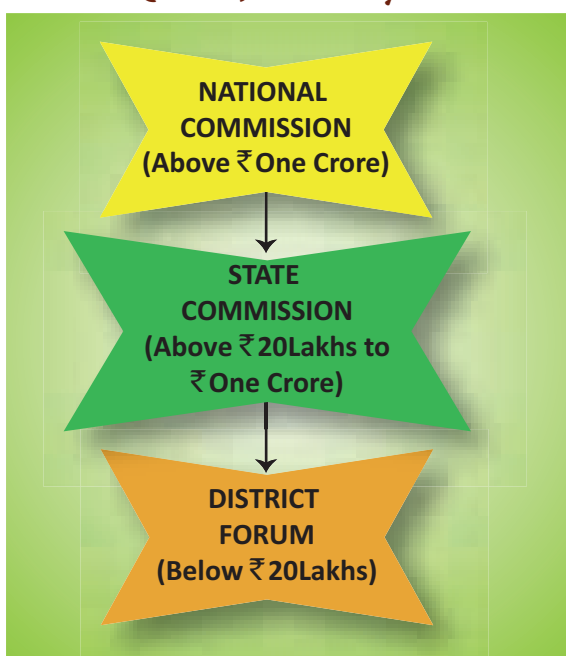 NATIONAL
COMMISSION
(Above ₹One Crore)
STATE
COMMISSION
(Above ₹20Lakhs to
₹One Crore)
DISTRICT
FORUM
(Below ₹20Lakhs)